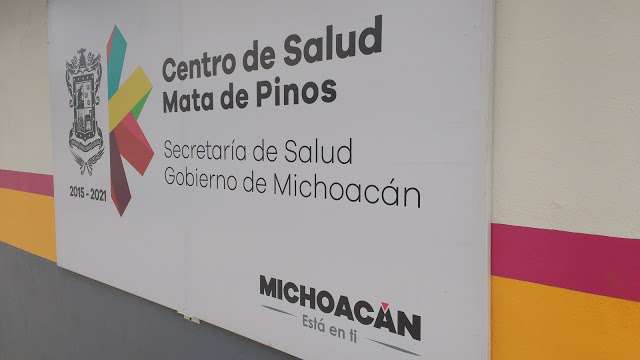 Centro de Salud
Mata de Pinos
Secretaría de Salud
Gobierno de Michoacán
2015 - 2021
MICHOACÁN
Está en ti